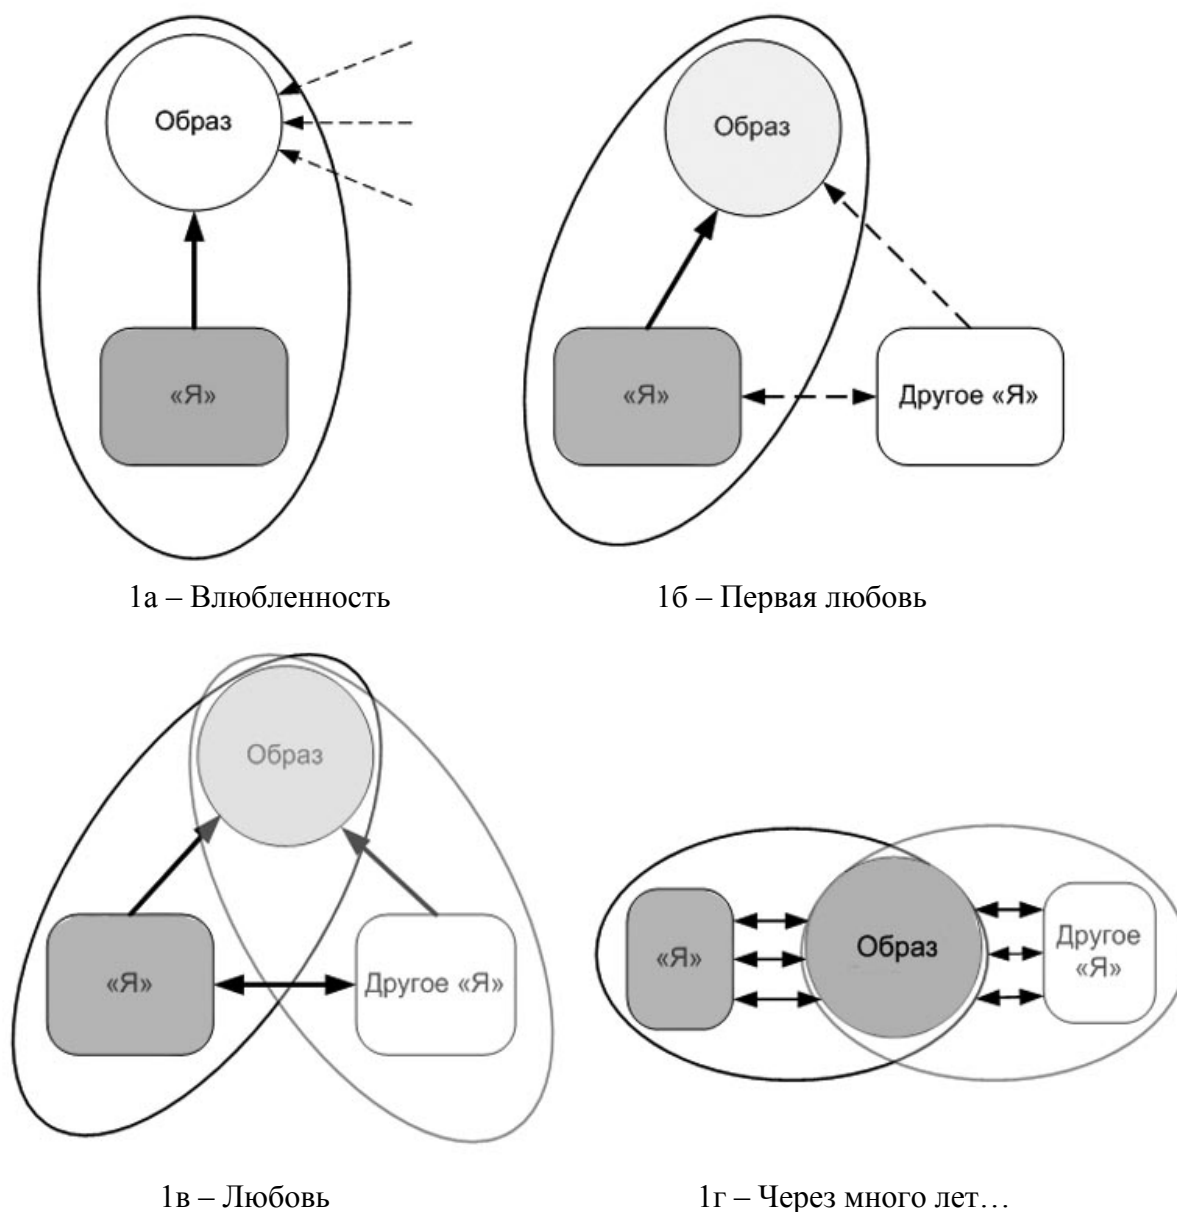 Образ
«Я»
1а – Влюбленность
Образ
«Я»
Другое «Я»
1б – Первая любовь
Образ
«Я»
Другое «Я»
1в – Любовь
«Я»
Образ
Другое
«Я»
1г – Через много лет…